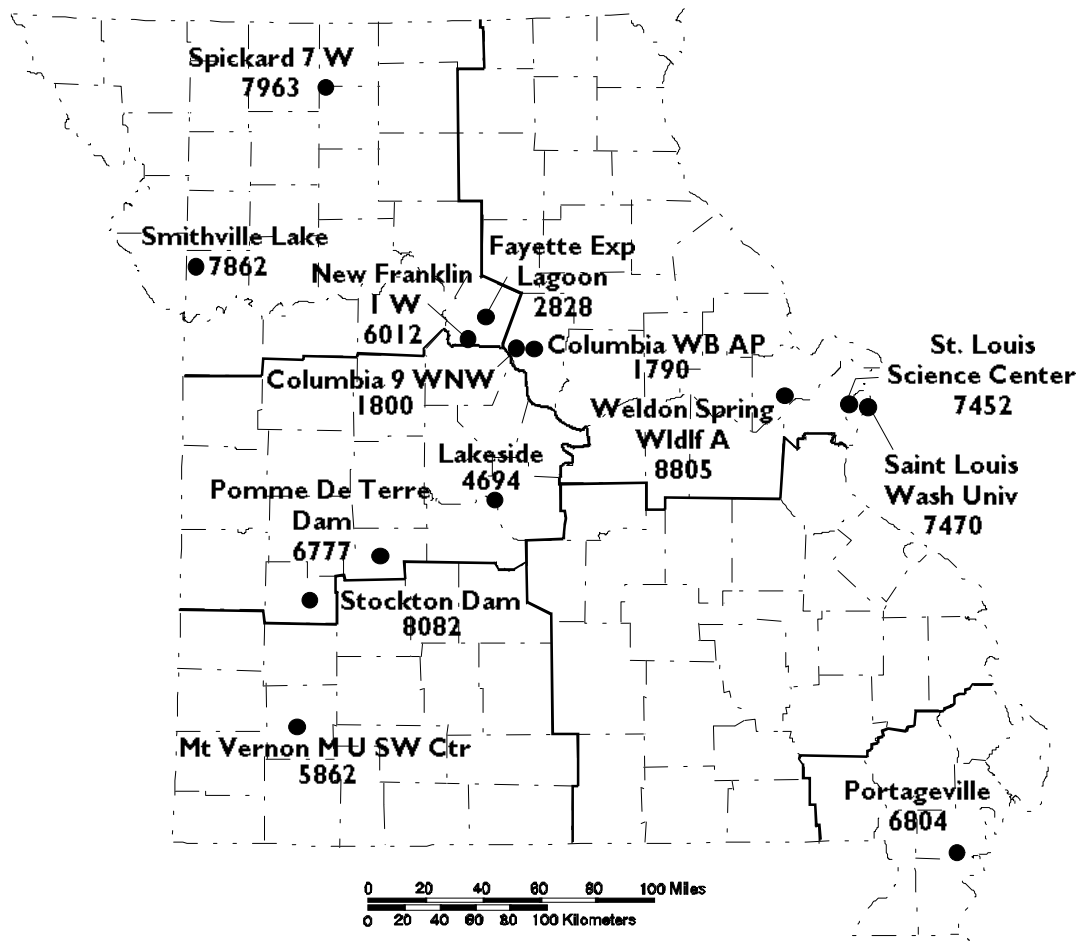 Spickard 7 W
7963
Smithville Lake
7862
Fayette Exp
Lagoon
2828
New Franklin
1 W
6012
Columbia WB AP
1790
Columbia 9 WNW
1800
St. Louis
Science Center
7452
Weldon Spring
Wldlf A
8805
Lakeside
4694
Saint Louis
Wash Univ
7470
Pomme De Terre
Dam
6777
Stockton Dam
8082
Mt Vernon M U SW Ctr
5862
Portageville
6804
0 20 40 60 80 100 Miles
0 20 40 60 80 100 Kilometers